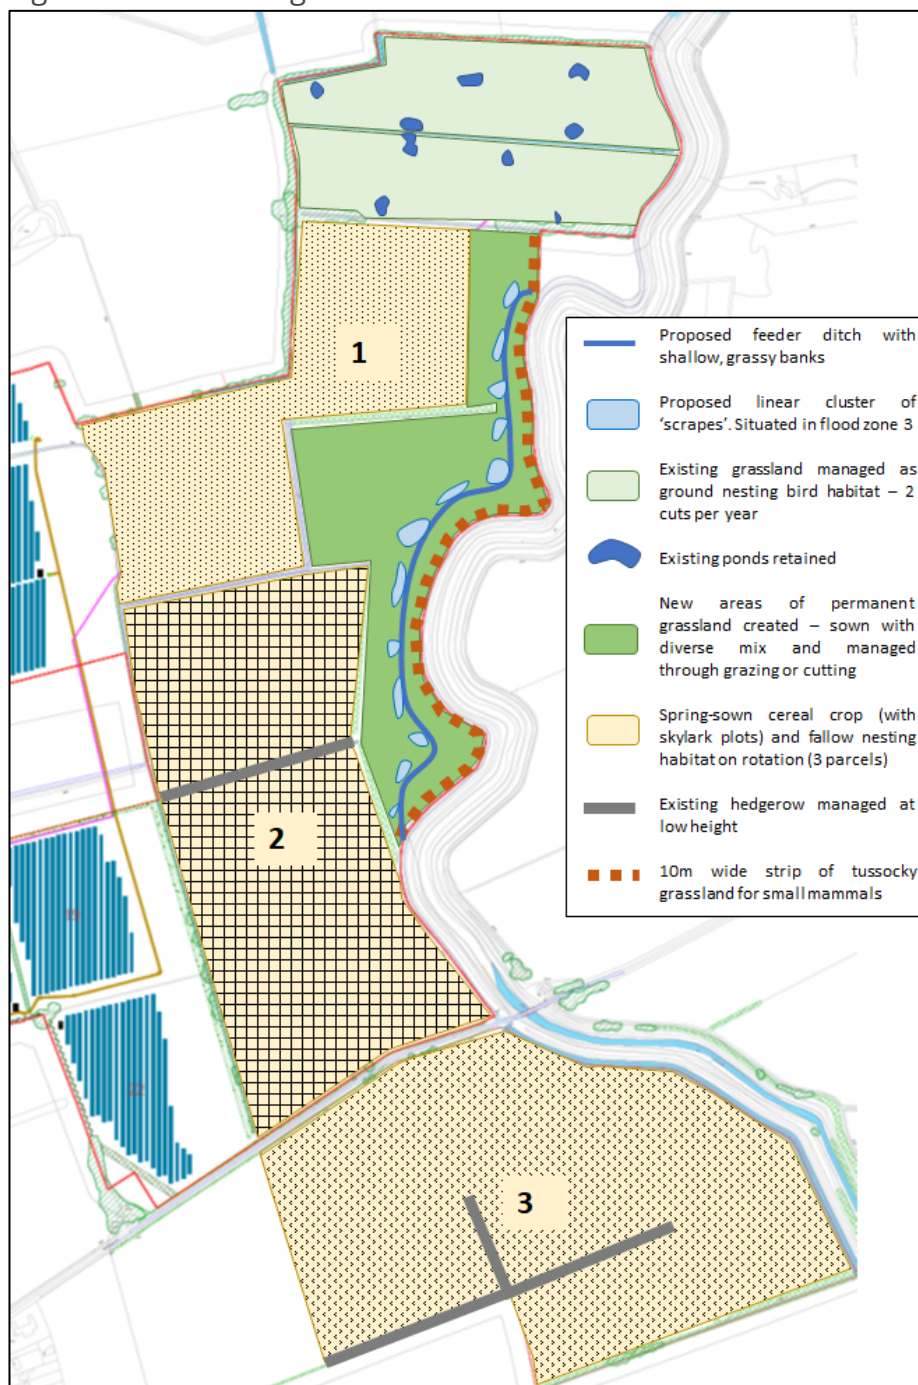 1
Proposed feeder ditch with
shallow, grassy banks
Proposed linear cluster of
‘scrapes’. Situated in flood zone 3
Existing grassland managed as
ground nesting bird habitat – 2
cuts per year
Existing ponds retained
New areas of permanent
grassland created – sown with
diverse mix and managed
through grazing or cutting
Spring-sown cereal crop (with
skylark plots) and fallow nesting
habitat on rotation (3 parcels)
Existing hedgerow managed at
low height
10m wide strip of tussocky
grassland for small mammals
2
3